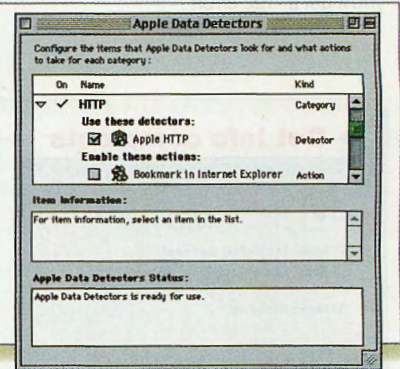 Apple Data Detectors
Configure the items that Apple Data Detectors look for and what actions
to take for each category:
On Name Kind
HTTP Category
Use these detectors:
Apple HTTP Detector
Enable these actions:
Bookmark in Internet Explorer Action
Item Information:
For item information, select an item in the list.
Apple Data Detectors Status:
Apple Data Detectors is ready for use.